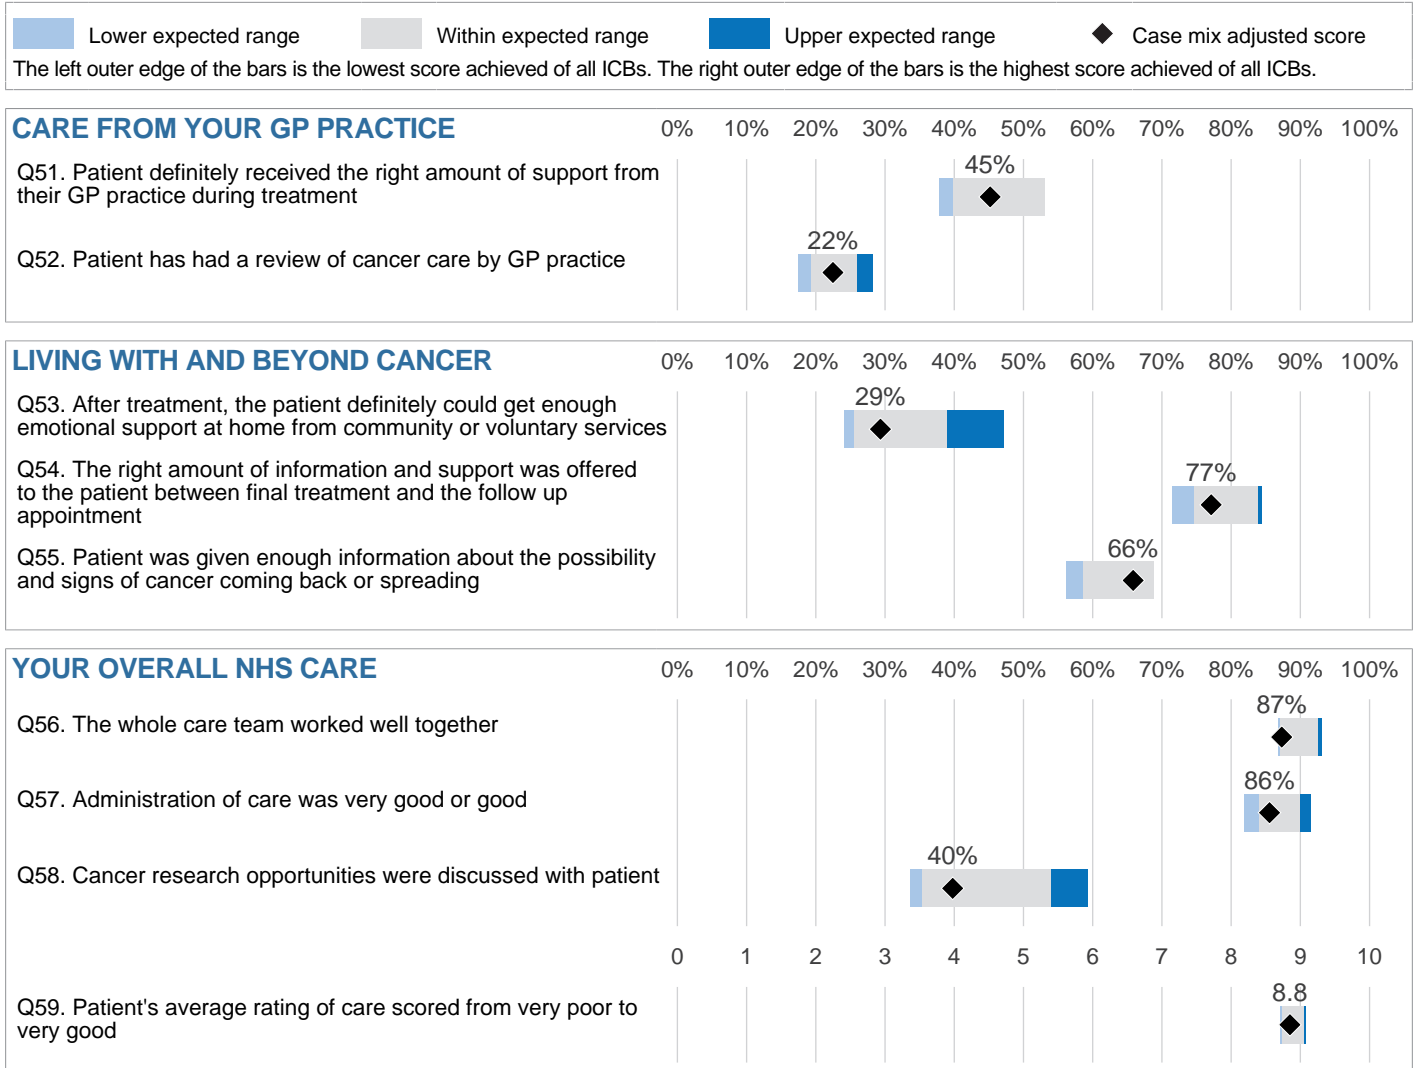 Lower expected range Within expected range Upper expected range Case mix adjusted score
The left outer edge of the bars is the lowest score achieved of all ICBs. The right outer edge of the bars is the highest score achieved of all ICBs.
CARE FROM YOUR GP PRACTICE 0% 10% 20% 30% 40% 50% 60% 70% 80% 90% 100%
45%
Q51. Patient definitely received the right amount of support from
their GP practice during treatment
22%
Q52. Patient has had a review of cancer care by GP practice
LIVING WITH AND BEYOND CANCER 0% 10% 20% 30% 40% 50% 60% 70% 80% 90% 100%
29%
Q53. After treatment, the patient definitely could get enough
emotional support at home from community or voluntary services
77%
Q54. The right amount of information and support was offered
to the patient between final treatment and the follow up
appointment
66%
Q55. Patient was given enough information about the possibility
and signs of cancer coming back or spreading
YOUR OVERALL NHS CARE 0% 10% 20% 30% 40% 50% 60% 70% 80% 90% 100%
87%
Q56. The whole care team worked well together
86%
Q57. Administration of care was very good or good
40%
Q58. Cancer research opportunities were discussed with patient
0 1 2 3 4 5 6 7 8 9 10
8.8
Q59. Patient's average rating of care scored from very poor to
very good